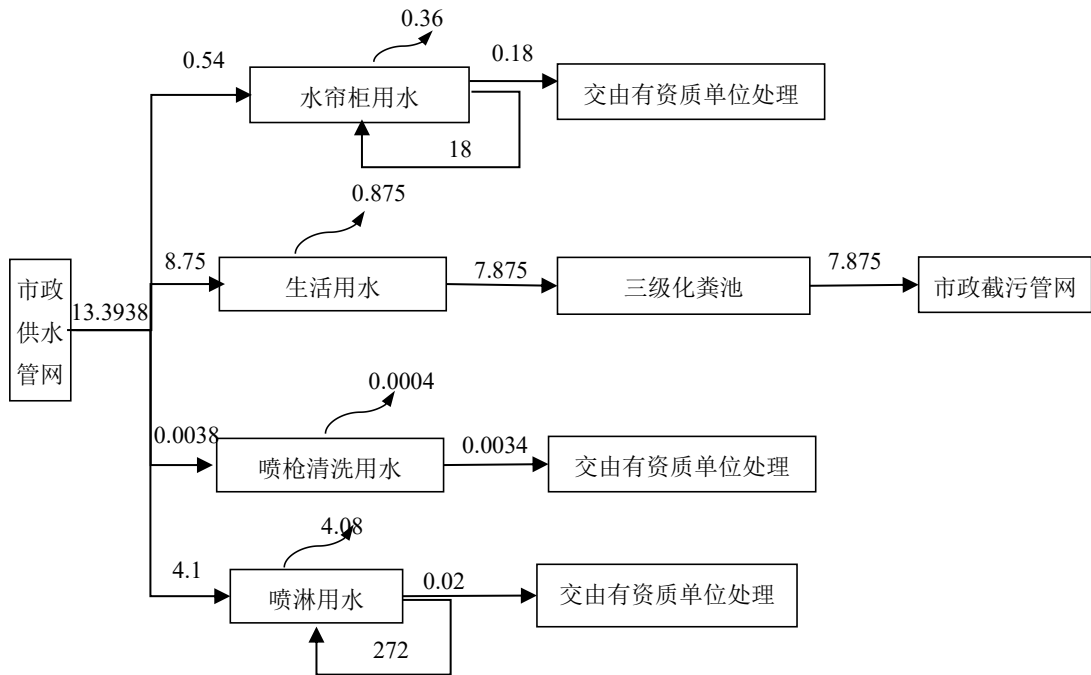 0.36
0.54
0.18
水帘柜用水
交由有资质单位处理
18
0.875
8.75
7.875
7.875
生活用水
三级化粪池
市政截污管网
市政
供水
管网
13.3938
0.0004
0.0038
0.0034
喷枪清洗用水
交由有资质单位处理
4.08
4.1
0.02
喷淋用水
交由有资质单位处理
272